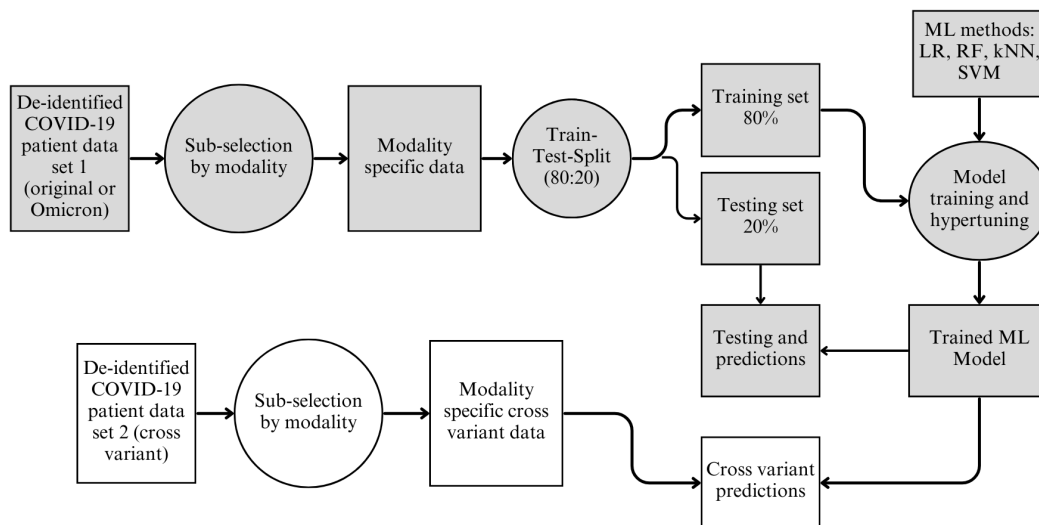 De-identified
COVID-19
patient data
set 1
(original or
Omicron)
Sub-selection
by modality
Modality
specific data
Train-
Test-Split
(80:20)
Training set
80%
Testing set
20%
ML methods:
LR, RF, kNN,
SVM
Model
training and
hypertuning
Testing and
predictions
Trained ML
Model
De-identified
COVID-19
patient data
set 2 (cross
variant)
Sub-selection
by modality
Modality
specific cross
variant data
Cross variant
predictions